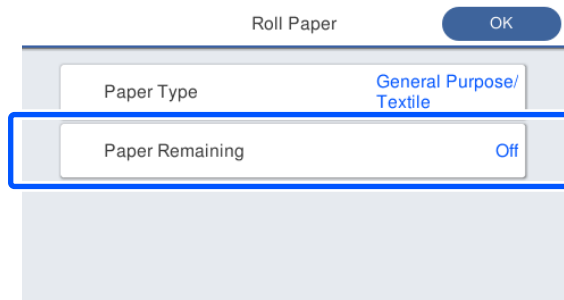 Roll Paper
OK
Paper Type
General Purpose/
Textile
Paper Remaining
Off